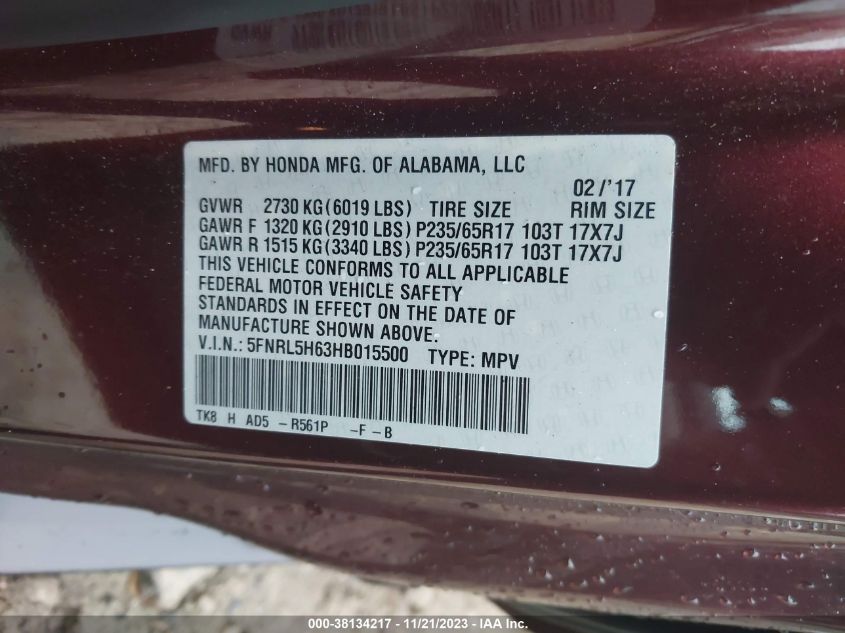 MFD. BY HONDA MFG. OF ALABAMA, LLC
02/'17
GVWR 2730 KG(6019 LBS) TIRE SIZE RIM SIZE
GAWR F 1320 KG(2910 LBS) P235/65R17 103T 17X7J
GAWR R 1515 KG(3340 LBS) P235/65R17 103T 17X7J
THIS VEHICLE CONFORMS TO ALL APPLICABLE
FEDERAL MOTOR VEHICLE SAFETY
STANDARDS IN EFFECT ON THE DATE OF
MANUFACTURE SHOWN ABOVE.
V.I.N.: 5FNRL5H63HB015500 TYPE: MPV
TK8 H AD5 -R561P -F-B
000-38134217 - 11/21/2023 - IAA Inc.